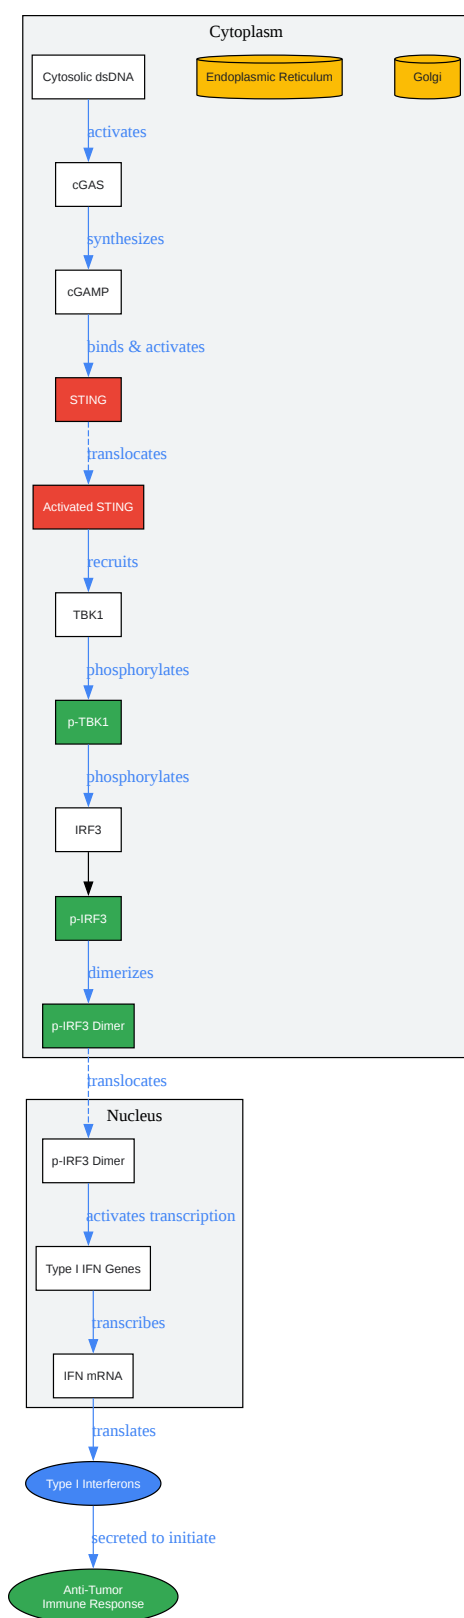 Cytoplasm
Cytosolic dsDNA
Endoplasmic Reticulum
Golgi
activates
cGAS
synthesizes
cGAMP
binds & activates
STING
translocates
Activated STING
recruits
TBK1
phosphorylates
p-TBK1
phosphorylates
IRF3
p-IRF3
dimerizes
p-IRF3 Dimer
translocates
Nucleus
p-IRF3 Dimer
activates transcription
Type I IFN Genes
transcribes
IFN mRNA
translates
Type I Interferons
secreted to initiate
Anti-Tumor
Immune Response